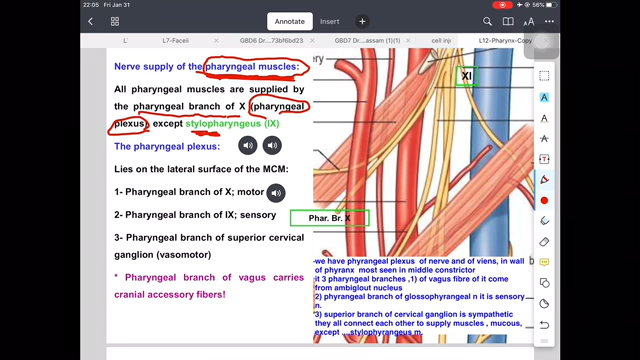 22:05 Fri Jan 31
56%
Annotate
Insert
L'
L7-Faceii
GBD6 Dr....73bf6bd23
GBD7 Dr....assam (1)(1)
cell inj
L12-Pharynx-Copy
Nerve supply of the pharyngeal muscles:
All pharyngeal muscles are supplied by
the pharyngeal branch of X (pharyngeal
plexus), except stylopharyngeus (IX)
The pharyngeal plexus:
Lies on the lateral surface of the MCM:
1- Pharyngeal branch of X; motor
2- Pharyngeal branch of IX; sensory
3- Pharyngeal branch of superior cervical
ganglion (vasomotor)
* Pharyngeal branch of vagus carries
cranial accessory fibers!
ery
XI
Phar. Br. X
-we have phyrangeal plexus of nerve and of viens, in wall
of phyranx most seen in middle constrictor
it 3 pharyngeal branches ,1) of vagus fibre of it come
from ambiglout nucleus
2) phyrangeal branch of glossophyrangeal n it is sensory
n.
3) superior branch of cervical ganglion is sympathetic
they all connect each other to supply muscles , mucous,
except ... stylophyrangeus m.